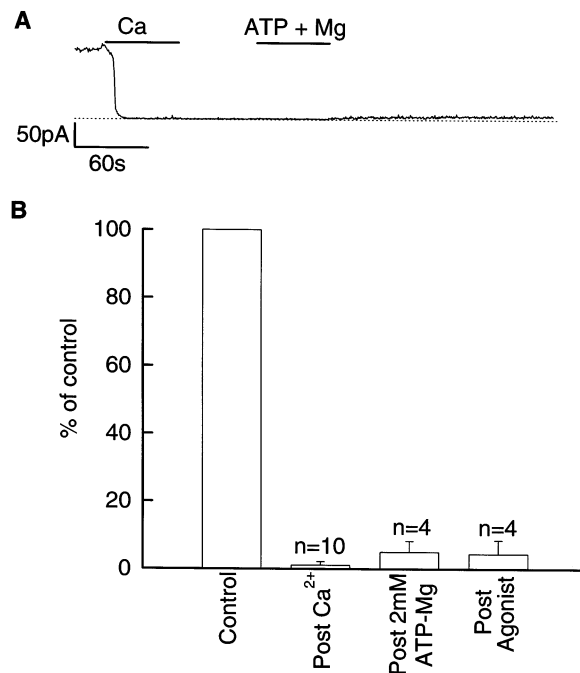 A
Ca
ATP + Mg
50pA
60s
B
% of control
100
80
60
40
20
0
n=10
n=4
n=4
Control
Post Ca²⁺
Post 2mM
ATP-Mg
Post
Agonist